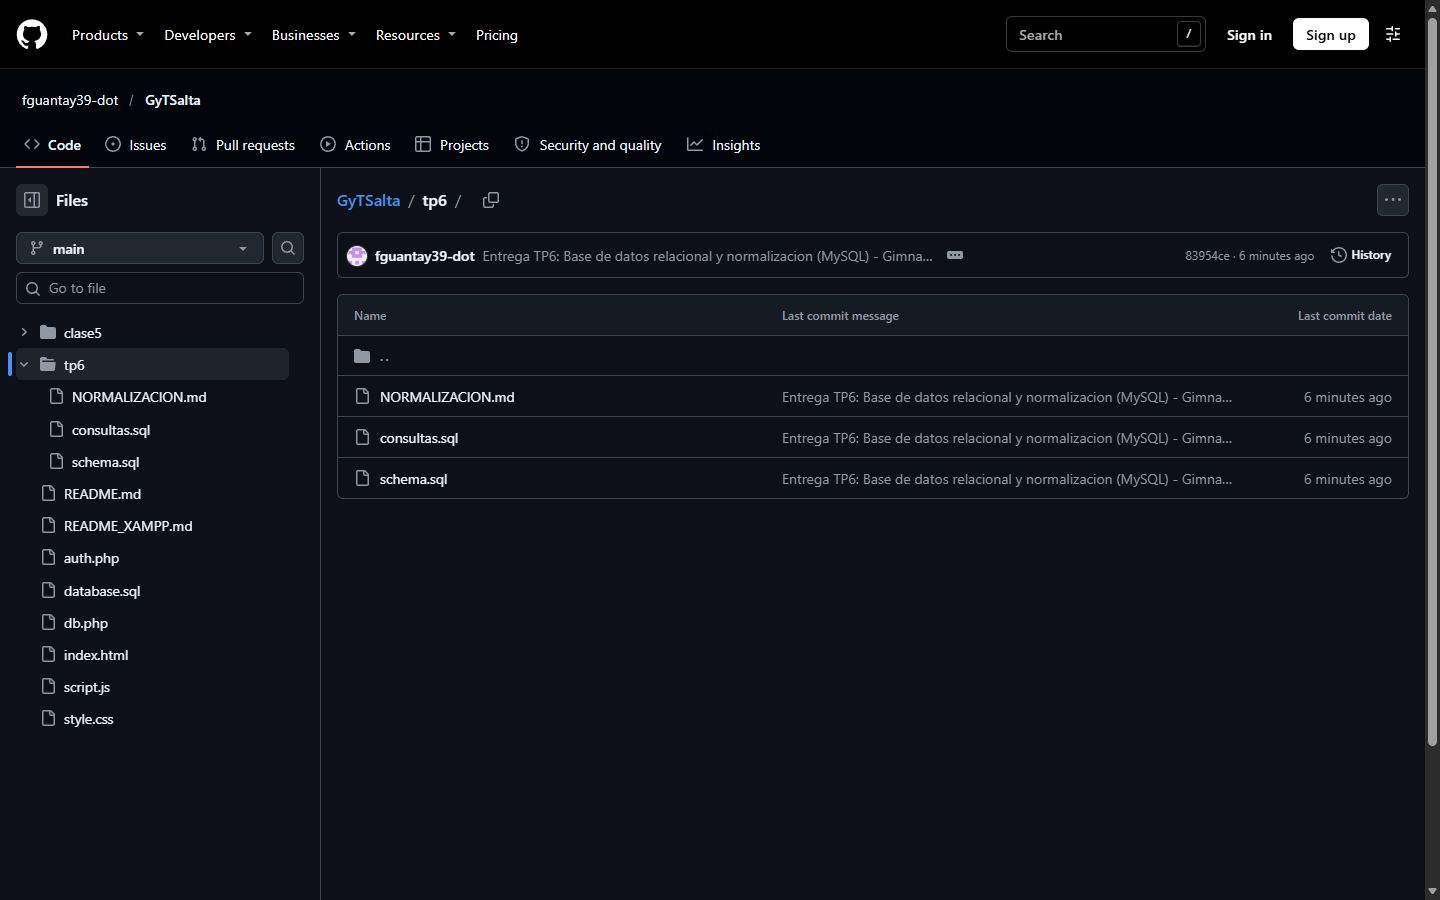 Products Developers Businesses Resources Pricing Search / Sign in Sign up
fguantay39-dot / GyTSalta
Code Issues Pull requests Actions Projects Security and quality Insights
Files
main
Go to file
clase5
tp6
NORMALIZACION.md
consultas.sql
schema.sql
README.md
README_XAMPP.md
auth.php
database.sql
db.php
index.html
script.js
style.css
GyTSalta / tp6 /
fguantay39-dot Entrega TP6: Base de datos relacional y normalizacion (MySQL) - Gimna... 83954ce · 6 minutes ago History
Name Last commit message Last commit date
..
NORMALIZACION.md Entrega TP6: Base de datos relacional y normalizacion (MySQL) - Gimna... 6 minutes ago
consultas.sql Entrega TP6: Base de datos relacional y normalizacion (MySQL) - Gimna... 6 minutes ago
schema.sql Entrega TP6: Base de datos relacional y normalizacion (MySQL) - Gimna... 6 minutes ago